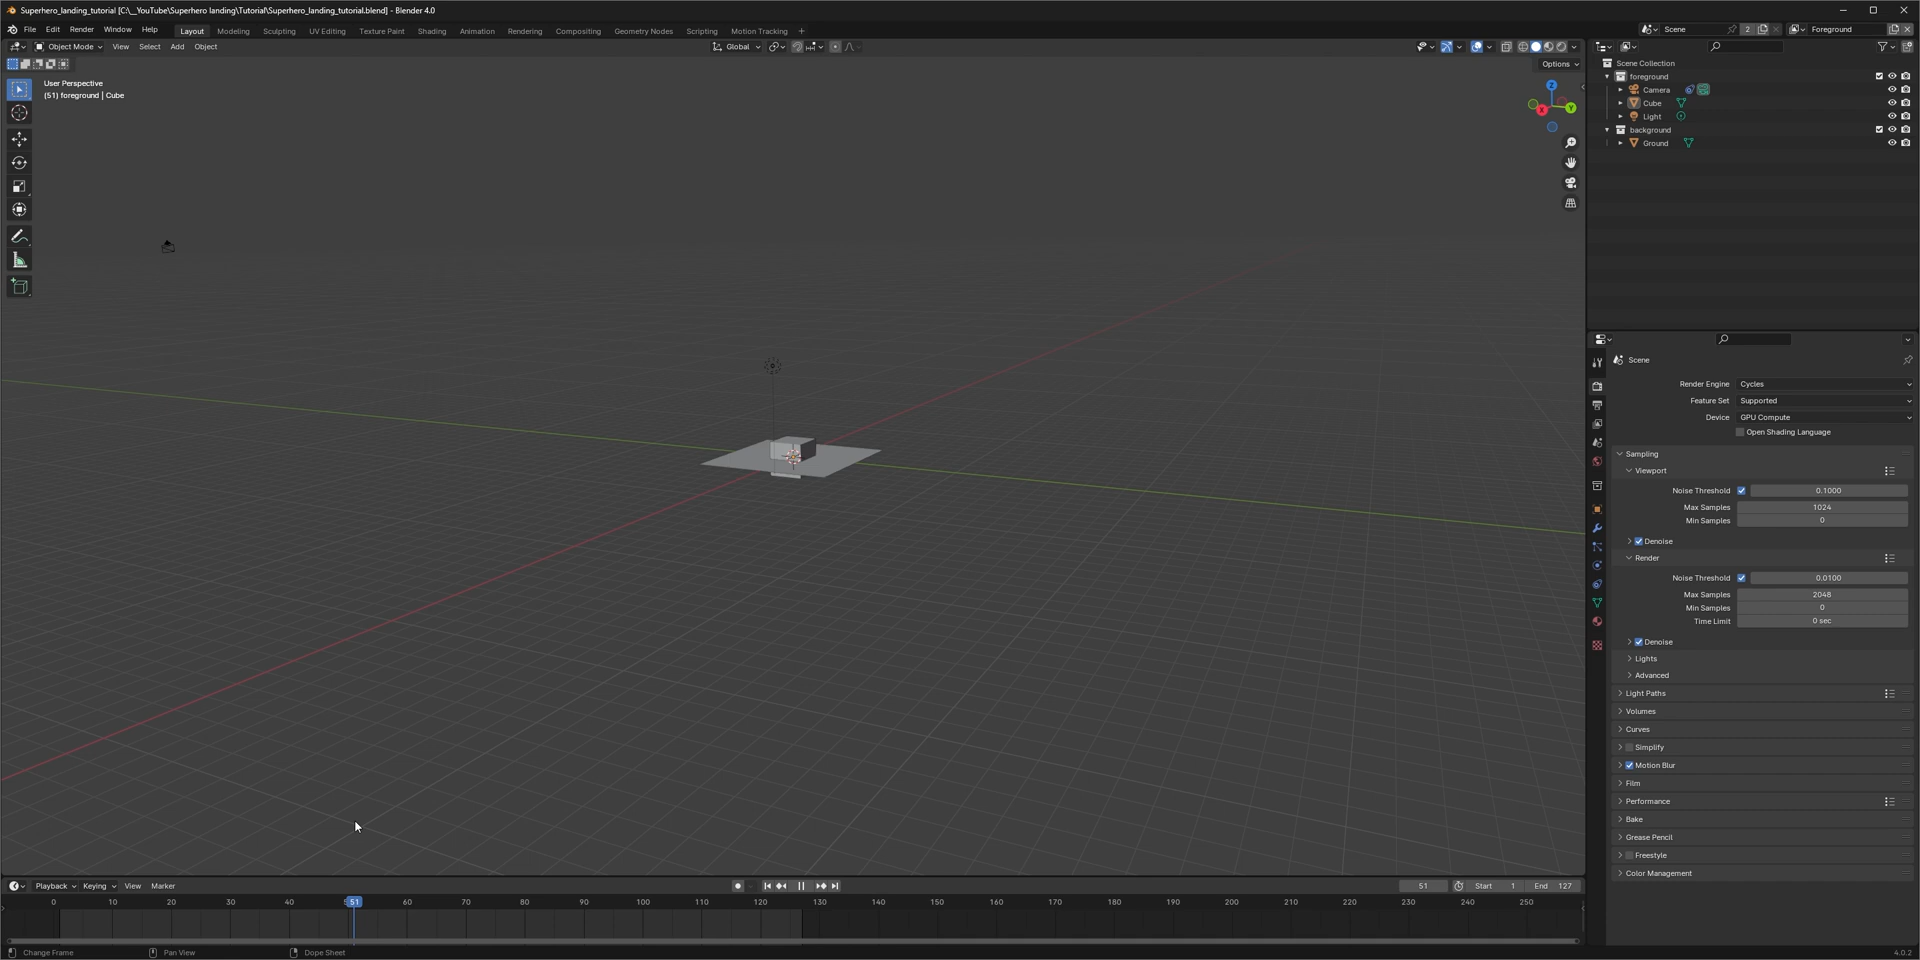 Superhero_landing_tutorial [C:\__YouTube\Superhero landing\Tutorial\Superhero_landing_tutorial.blend] - Blender 4.0
File Edit Render Window Help Layout Modeling Sculpting UV Editing Texture Paint Shading Animation Rendering Compositing Geometry Nodes Scripting Motion Tracking + Scene 2 Foreground
Object Mode View Select Add Object Global
Options
User Perspective
(51) foreground | Cube
Z
Y
X
Scene Collection
foreground
Camera
Cube
Light
background
Ground
Scene
Render Engine Cycles
Feature Set Supported
Device GPU Compute
Open Shading Language
Sampling
Viewport
Noise Threshold 0.1000
Max Samples 1024
Min Samples 0
Denoise
Render
Noise Threshold 0.0100
Max Samples 2048
Min Samples 0
Time Limit 0 sec
Denoise
Lights
Advanced
Light Paths
Volumes
Curves
Simplify
Motion Blur
Film
Performance
Bake
Grease Pencil
Freestyle
Color Management
Playback Keying View Marker 51 Start 1 End 127
0 10 20 30 40 51 60 70 80 90 100 110 120 130 140 150 160 170 180 190 200 210 220 230 240 250
Change Frame Pan View Dope Sheet 4.0.2